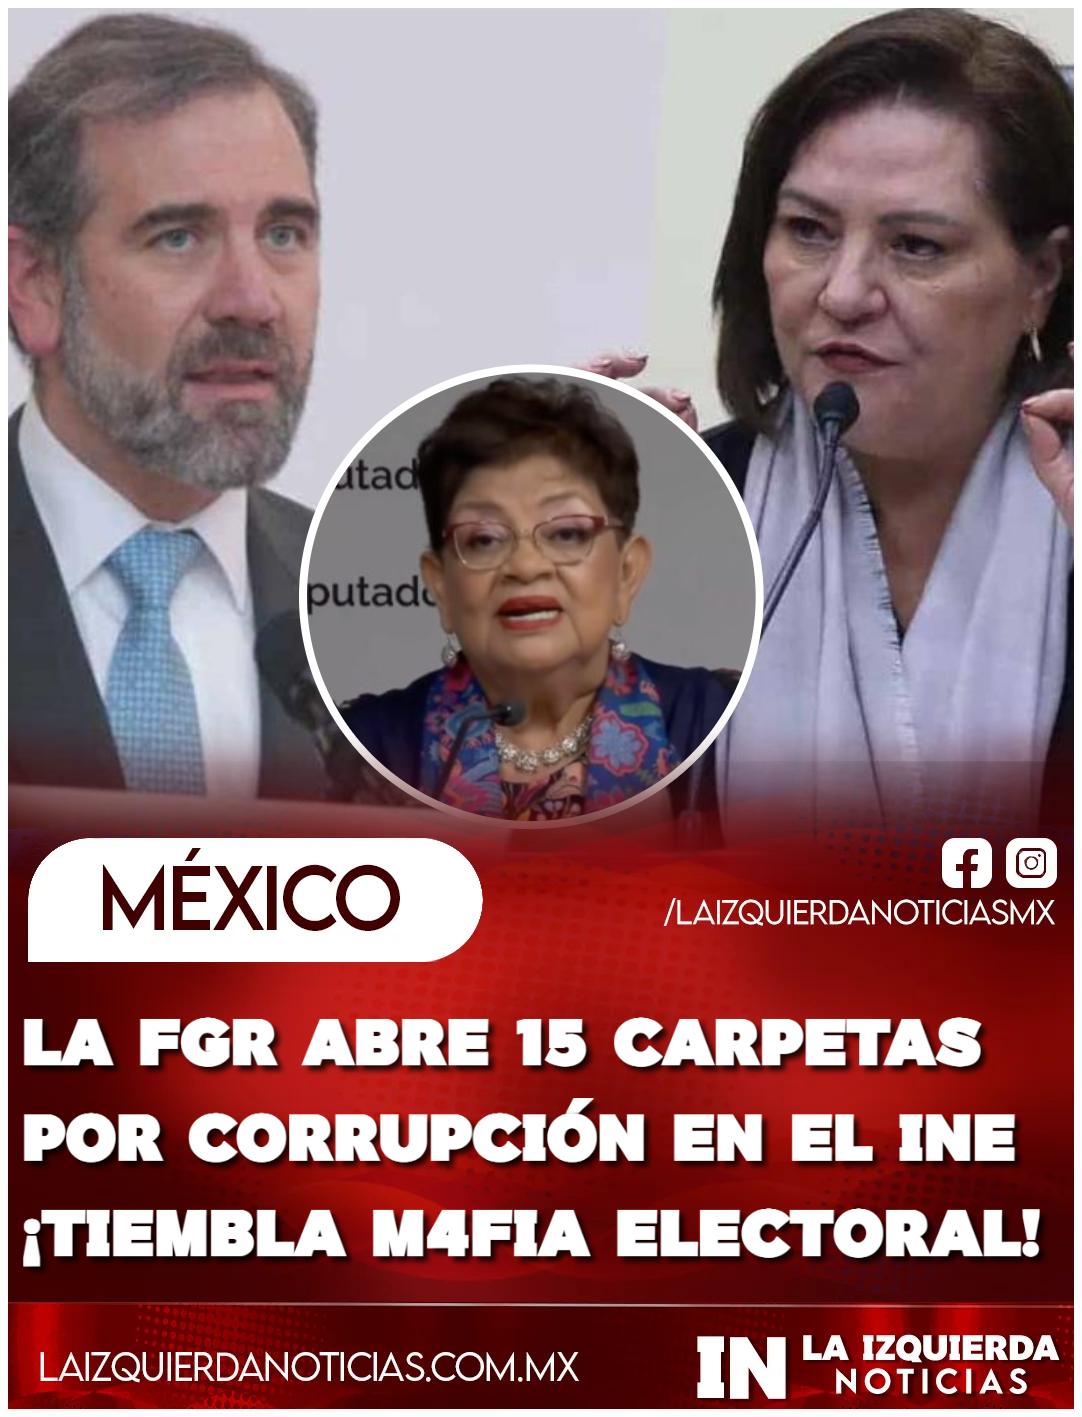 utad
putado
MÉXICO
/LAIZQUIERDANOTICIASMX
LA FGR ABRE 15 CARPETAS
POR CORRUPCIÓN EN EL INE
¡TIEMBLA M4FIA ELECTORAL!
LAIZQUIERDANOTICIAS.COM.MX
IN LA IZQUIERDA
NOTICIAS